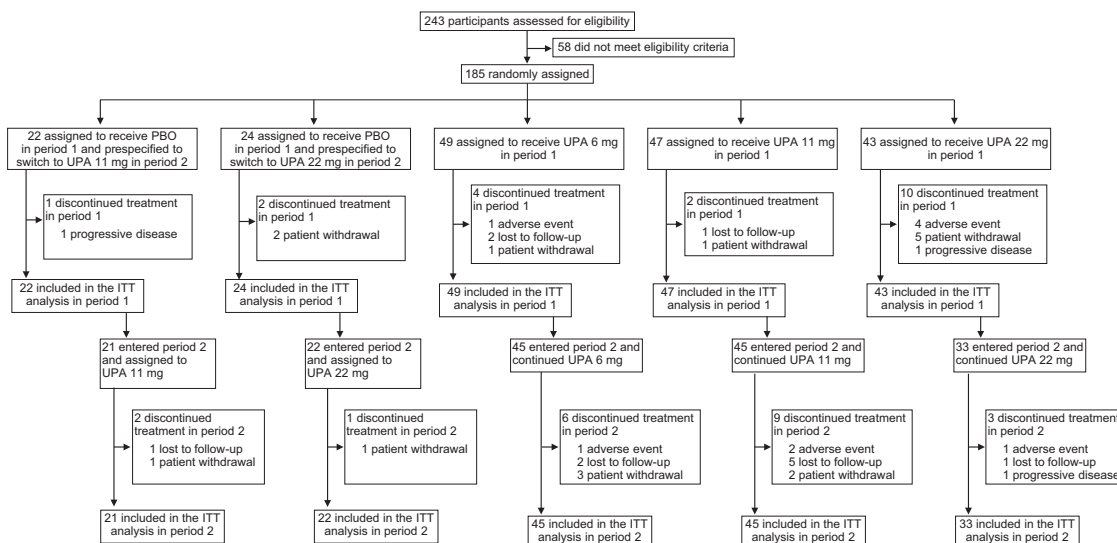 243 participants assessed for eligibility
58 did not meet eligibility criteria
185 randomly assigned
22 assigned to receive PBO
in period 1 and prespecified to
switch to UPA 11 mg in period 2
24 assigned to receive PBO
in period 1 and prespecified to
switch to UPA 22 mg in period 2
49 assigned to receive UPA 6 mg
in period 1
47 assigned to receive UPA 11 mg
in period 1
43 assigned to receive UPA 22 mg
in period 1
1 discontinued treatment
in period 1
1 progressive disease
2 discontinued treatment
in period 1
2 patient withdrawal
4 discontinued treatment
in period 1
1 adverse event
2 lost to follow-up
1 patient withdrawal
2 discontinued treatment
in period 1
1 lost to follow-up
1 patient withdrawal
10 discontinued treatment
in period 1
4 adverse event
5 patient withdrawal
1 progressive disease
22 included in the ITT
analysis in period 1
24 included in the ITT
analysis in period 1
49 included in the ITT
analysis in period 1
47 included in the ITT
analysis in period 1
43 included in the ITT
analysis in period 1
21 entered period 2
and assigned to
UPA 11 mg
22 entered period 2
and assigned to
UPA 22 mg
45 entered period 2 and
continued UPA 6 mg
45 entered period 2 and
continued UPA 11 mg
33 entered period 2 and
continued UPA 22 mg
2 discontinued
treatment in period 2
1 lost to follow-up
1 patient withdrawal
1 discontinued
treatment in period 2
1 patient withdrawal
6 discontinued treatment
in period 2
1 adverse event
2 lost to follow-up
3 patient withdrawal
9 discontinued treatment
in period 2
2 adverse event
5 lost to follow-up
2 patient withdrawal
3 discontinued treatment
in period 2
1 adverse event
1 lost to follow-up
1 progressive disease
21 included in the ITT
analysis in period 2
22 included in the ITT
analysis in period 2
45 included in the ITT
analysis in period 2
45 included in the ITT
analysis in period 2
33 included in the ITT
analysis in period 2